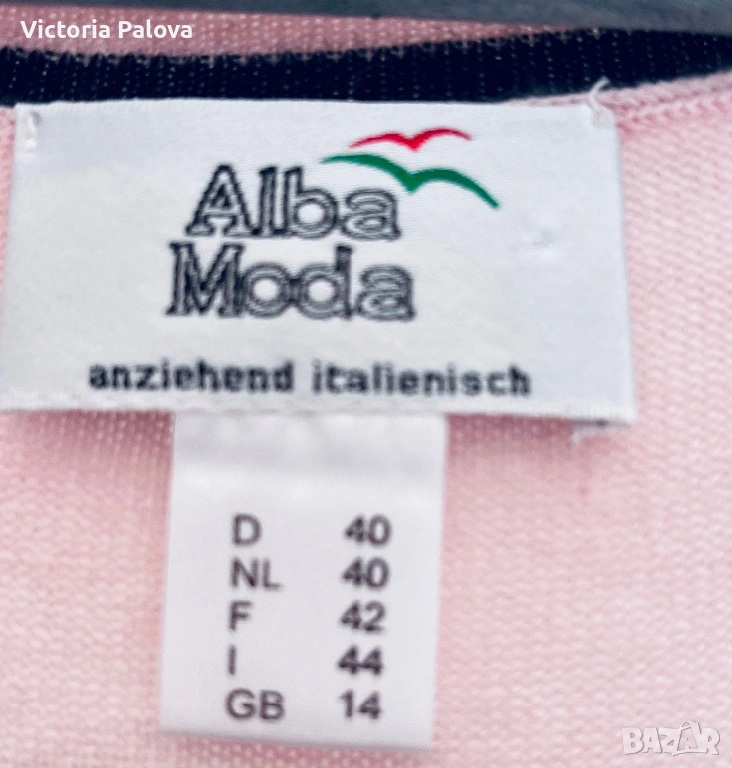 Victoria Palova
Alba
Moda
anziehend italienisch
D 40
NL 40
F 42
I 44
GB 14
BAZAR